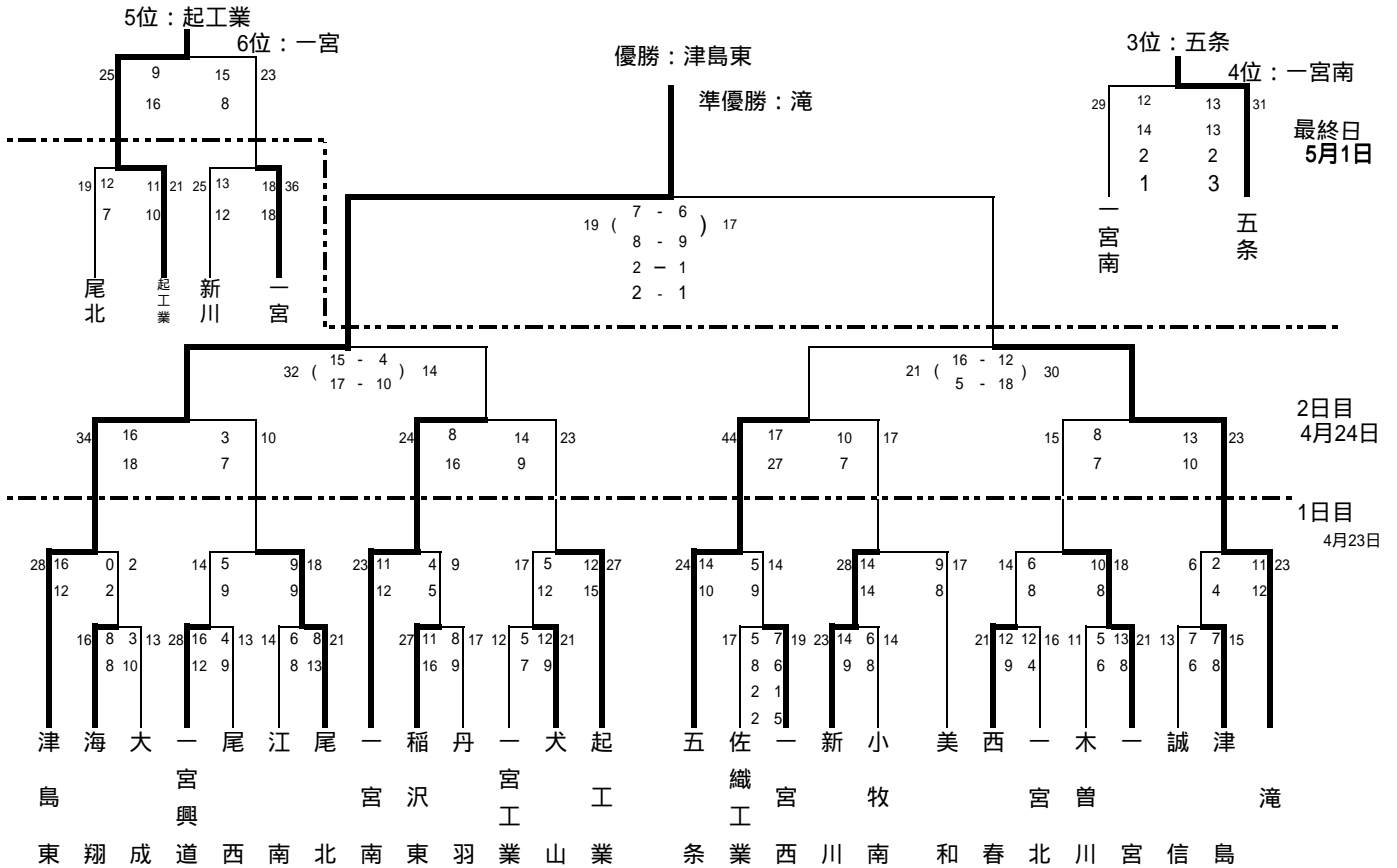 5位：起工業
6位：一宮
優勝：津島東
準優勝：滝
3位：五条
4位：一宮南
25 9 15 23
16 8
29 12 13 31
14 13
2 2
1 3
最終日
5月1日
19 12 11 21 25 13 18 36
7 10 12 18
尾北
起工業
新川
一宮
一宮南
五条
19 ( 7 - 6 ) 17
8 - 9
2 － 1
2 - 1
32 ( 15 - 4 ) 14
17 - 10
21 ( 16 - 12 ) 30
5 - 18
34 16 3 10 24 8 14 23 44 17 10 17 15 8 13 23
18 7 16 9 27 7 7 10
2日目
4月24日
1日目
4月23日
28 16 0 2 14 5 9 18 23 11 4 9 17 5 12 27 24 14 5 14 28 14 9 17 14 6 10 18 6 2 11 23
12 2 9 9 12 5 12 15 10 9 14 8 8 8 4 12
16 8 3 13 28 16 4 13 14 6 8 21 27 11 8 17 12 5 12 21 17 5 7 19 23 14 6 14 21 12 12 16 11 5 13 21 13 7 7 15
8 10 12 9 8 13 16 9 7 9 8 6 9 8 9 4 6 8 6 8
2 1
2 5
津島東
海翔
大成
一宮興道
尾西
江南
尾北
一宮南
稲沢東
丹羽
一宮工業
犬山
起工業
五条
佐織工業
一宮西
新川
小牧南
美和
西春
一宮北
木曽川
一宮
誠信
津島
滝